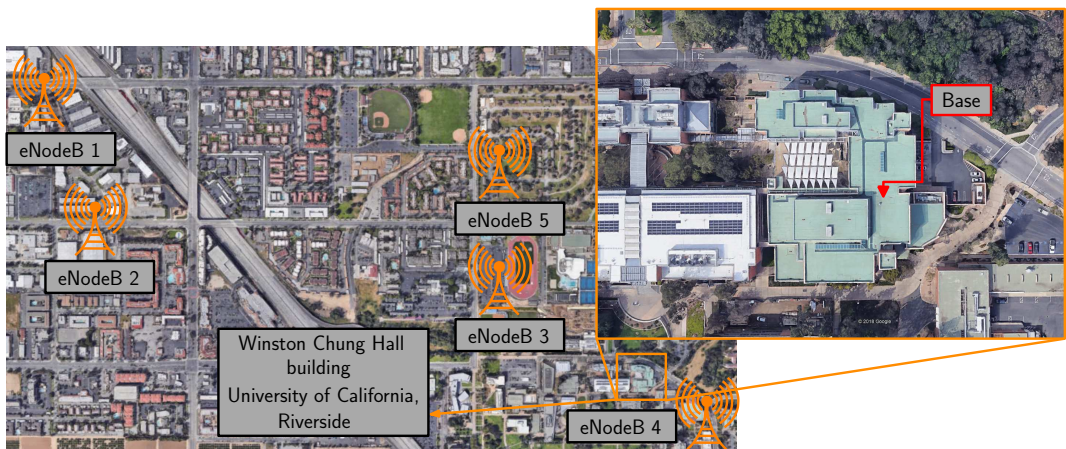 eNodeB 1
eNodeB 2
eNodeB 5
eNodeB 3
Winston Chung Hall
building
University of California,
Riverside
eNodeB 4
Base
© 2018 Google